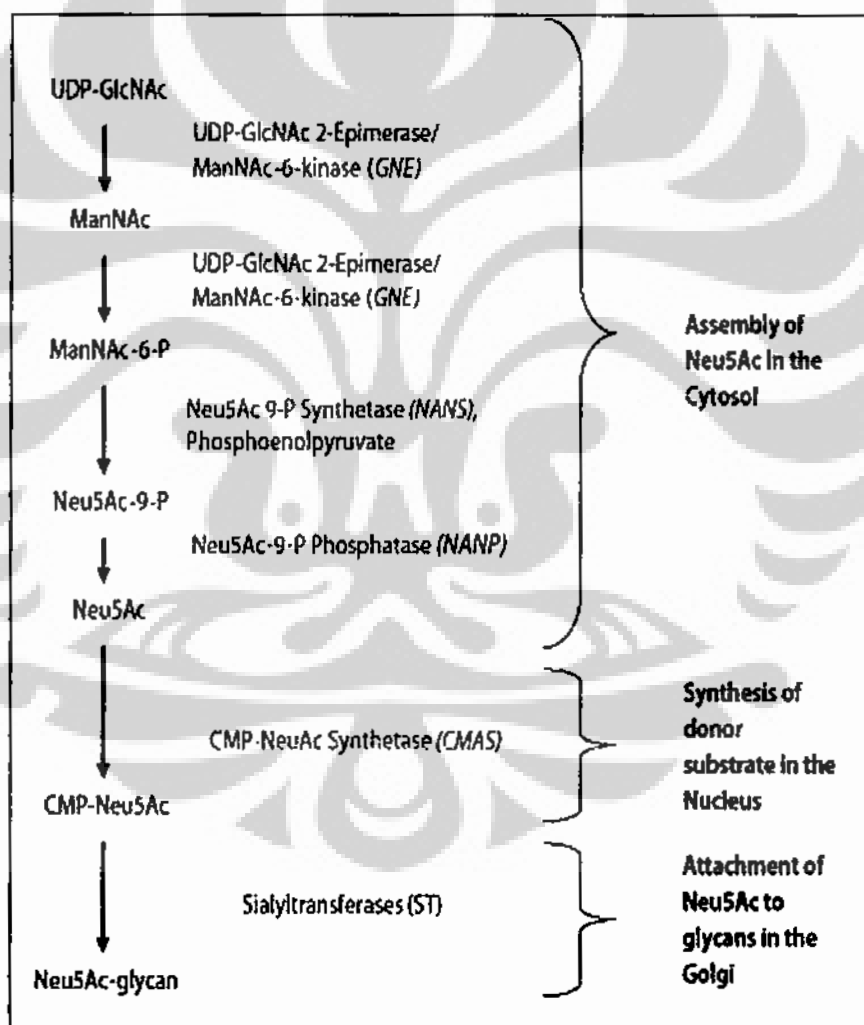 UDP-GlcNAc
UDP-GlcNAc 2-Epimerase/
ManNAc-6-kinase (GNE)
ManNAc
UDP-GlcNAc 2-Epimerase/
ManNAc-6-kinase (GNE)
ManNAc-6-P
Assembly of
Neu5Ac in the
Cytosol
Neu5Ac 9-P Synthetase (NANS),
Phosphoenolpyruvate
Neu5Ac-9-P
Neu5Ac-9-P Phosphatase (NANP)
Neu5Ac
Synthesis of
donor
substrate in the
Nucleus
CMP-NeuAc Synthetase (CMAS)
CMP-Neu5Ac
Attachment of
Neu5Ac to
glycans in the
Golgi
Sialyltransferases (ST)
Neu5Ac-glycan